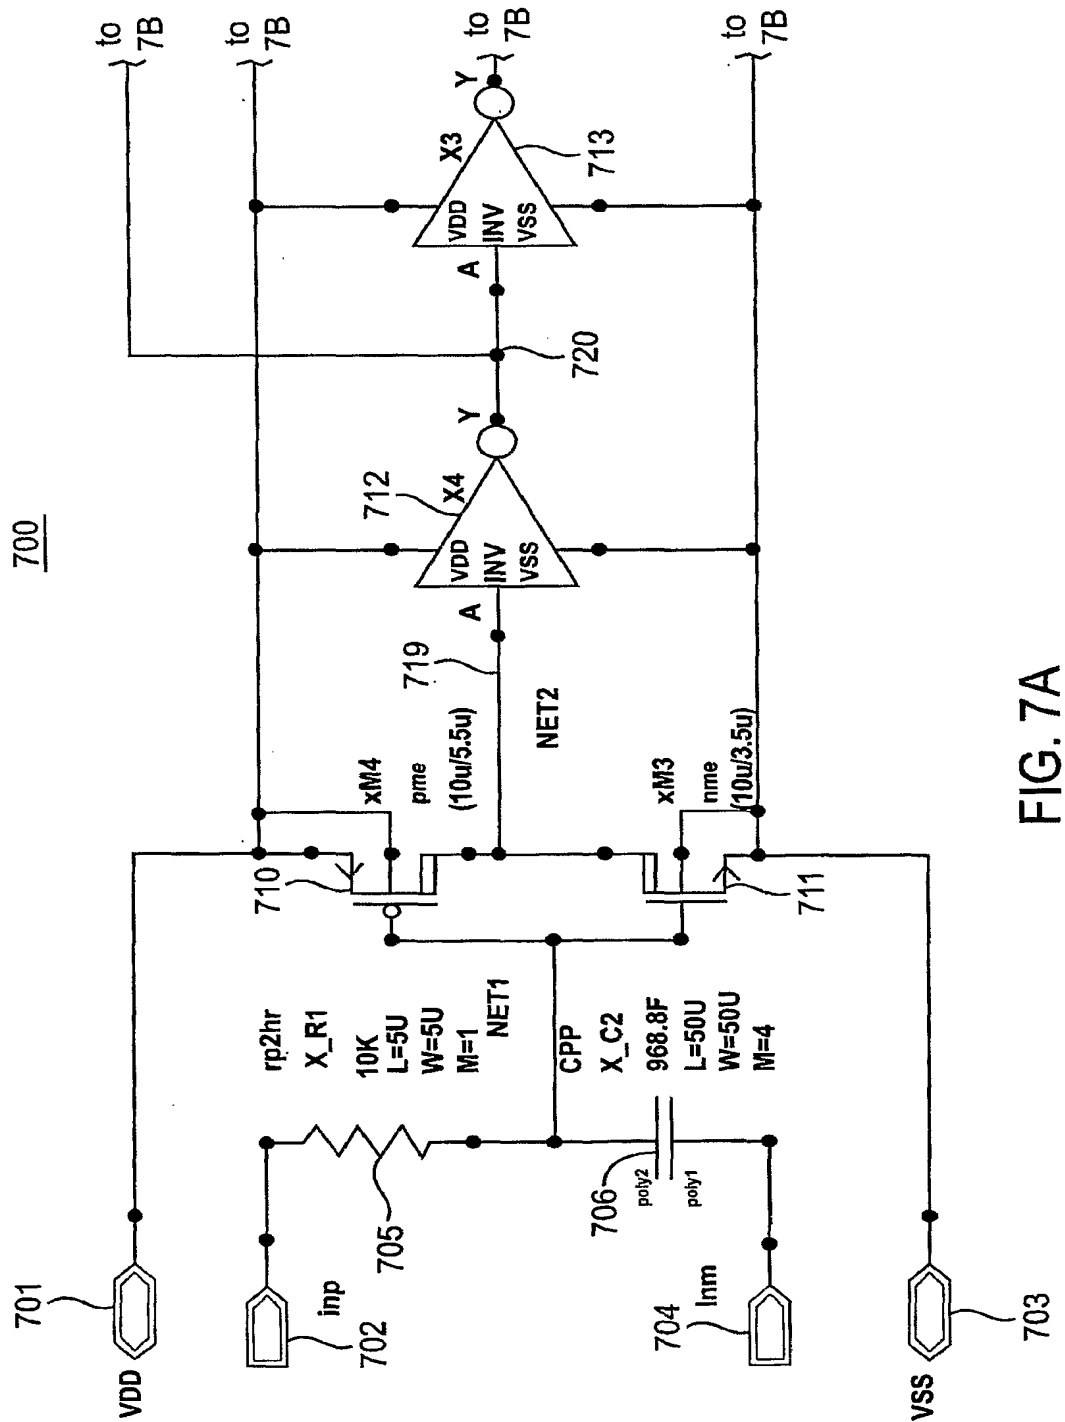 700
to
7B
to
7B
to
7B
to
7B
VDD
701
702
inp
704
Inm
VSS
703
705
rp2hr
X_R1
10K
L=5U
W=5U
M=1
NET1
706
poly2
poly1
CPP
X_C2
968.8F
L=50U
W=50U
M=4
710
xM4
pme
(10u/5.5u)
711
xM3
nme
(10u/3.5u)
719
NET2
A
712
X4
VDD
INV
VSS
Y
720
A
X3
VDD
INV
VSS
Y
713
FIG. 7A